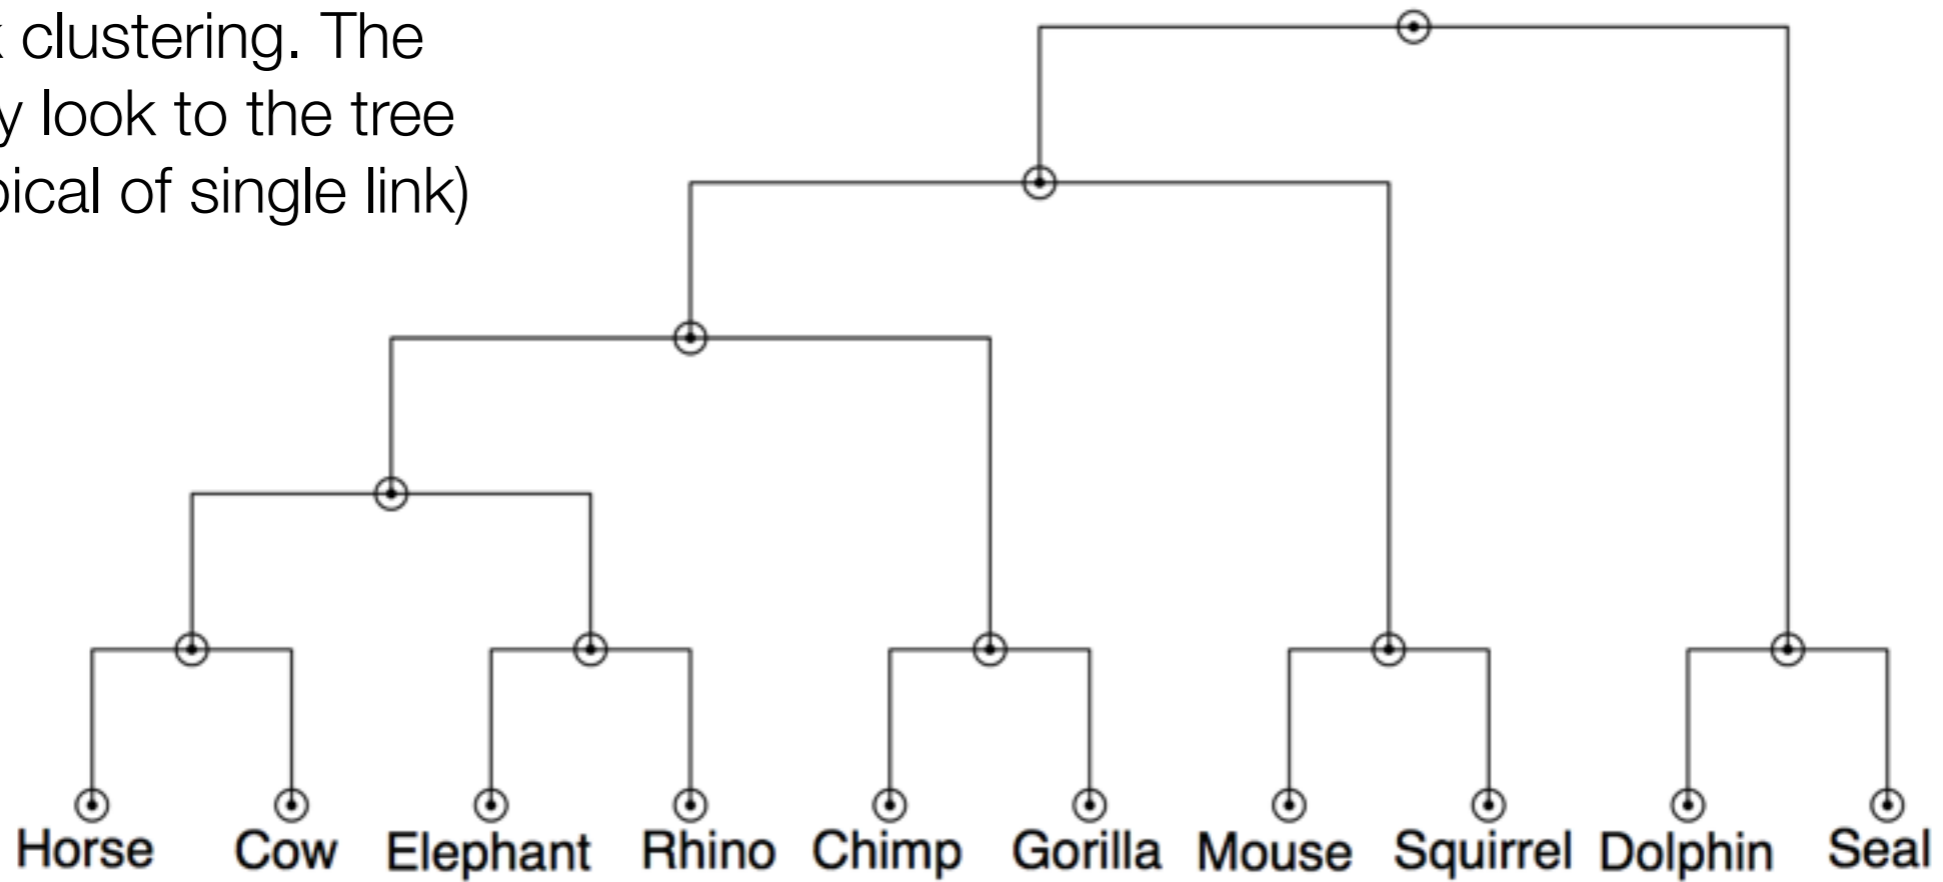 clustering. The
look to the tree
of single link)
Horse Cow Elephant Rhino Chimp Gorilla Mouse Squirrel Dolphin Seal